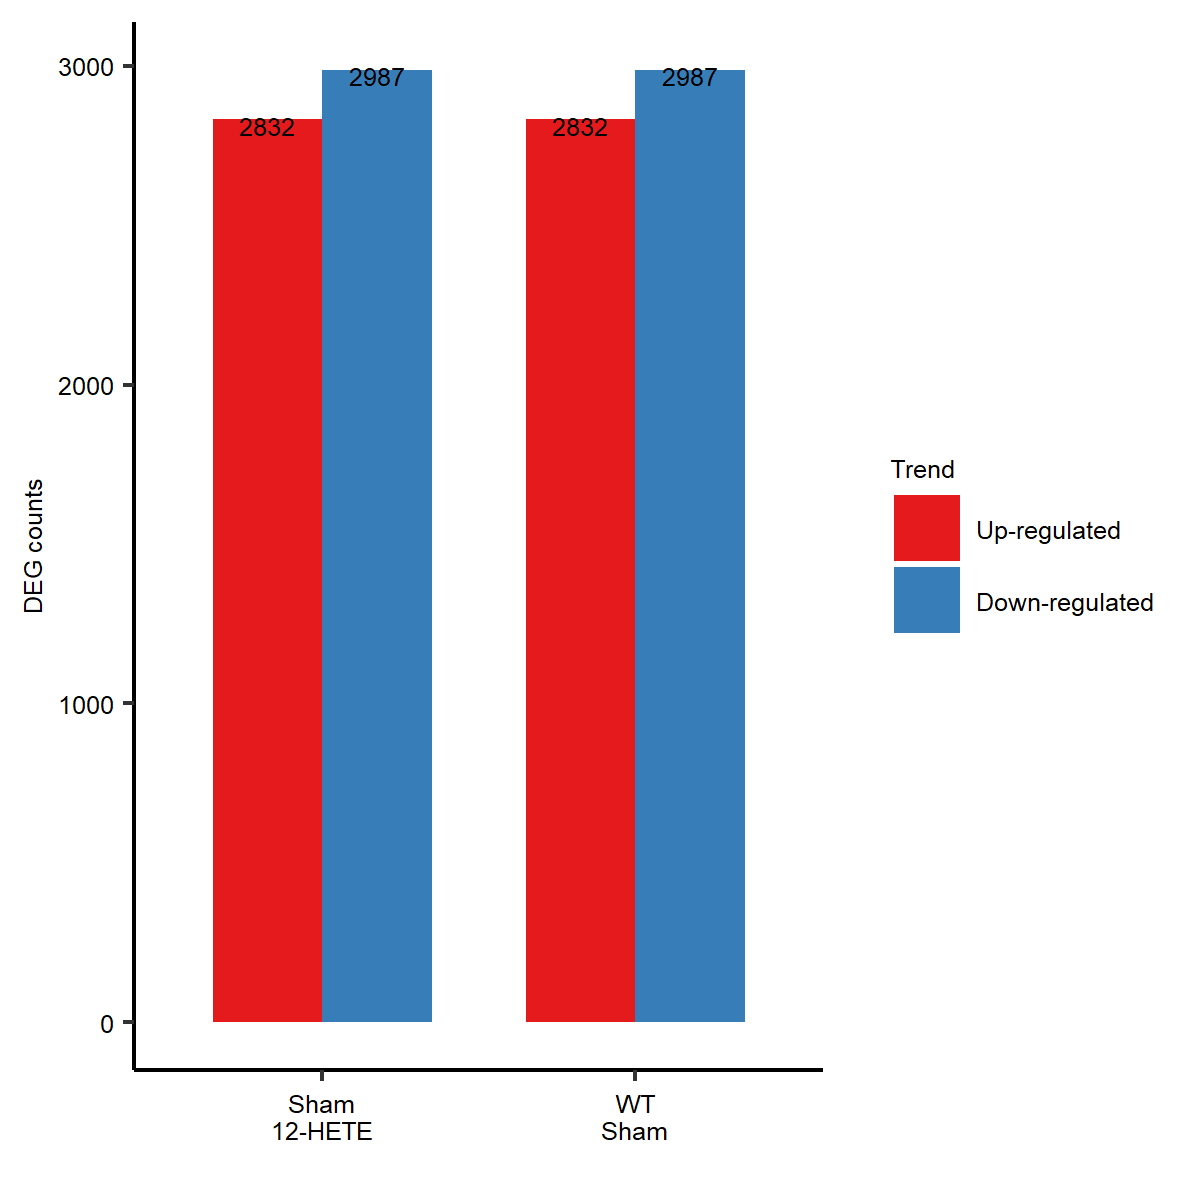 3000
2000
1000
0
DEG counts
2832
2987
2832
2987
Sham
12-HETE
WT
Sham
Trend
Up-regulated
Down-regulated